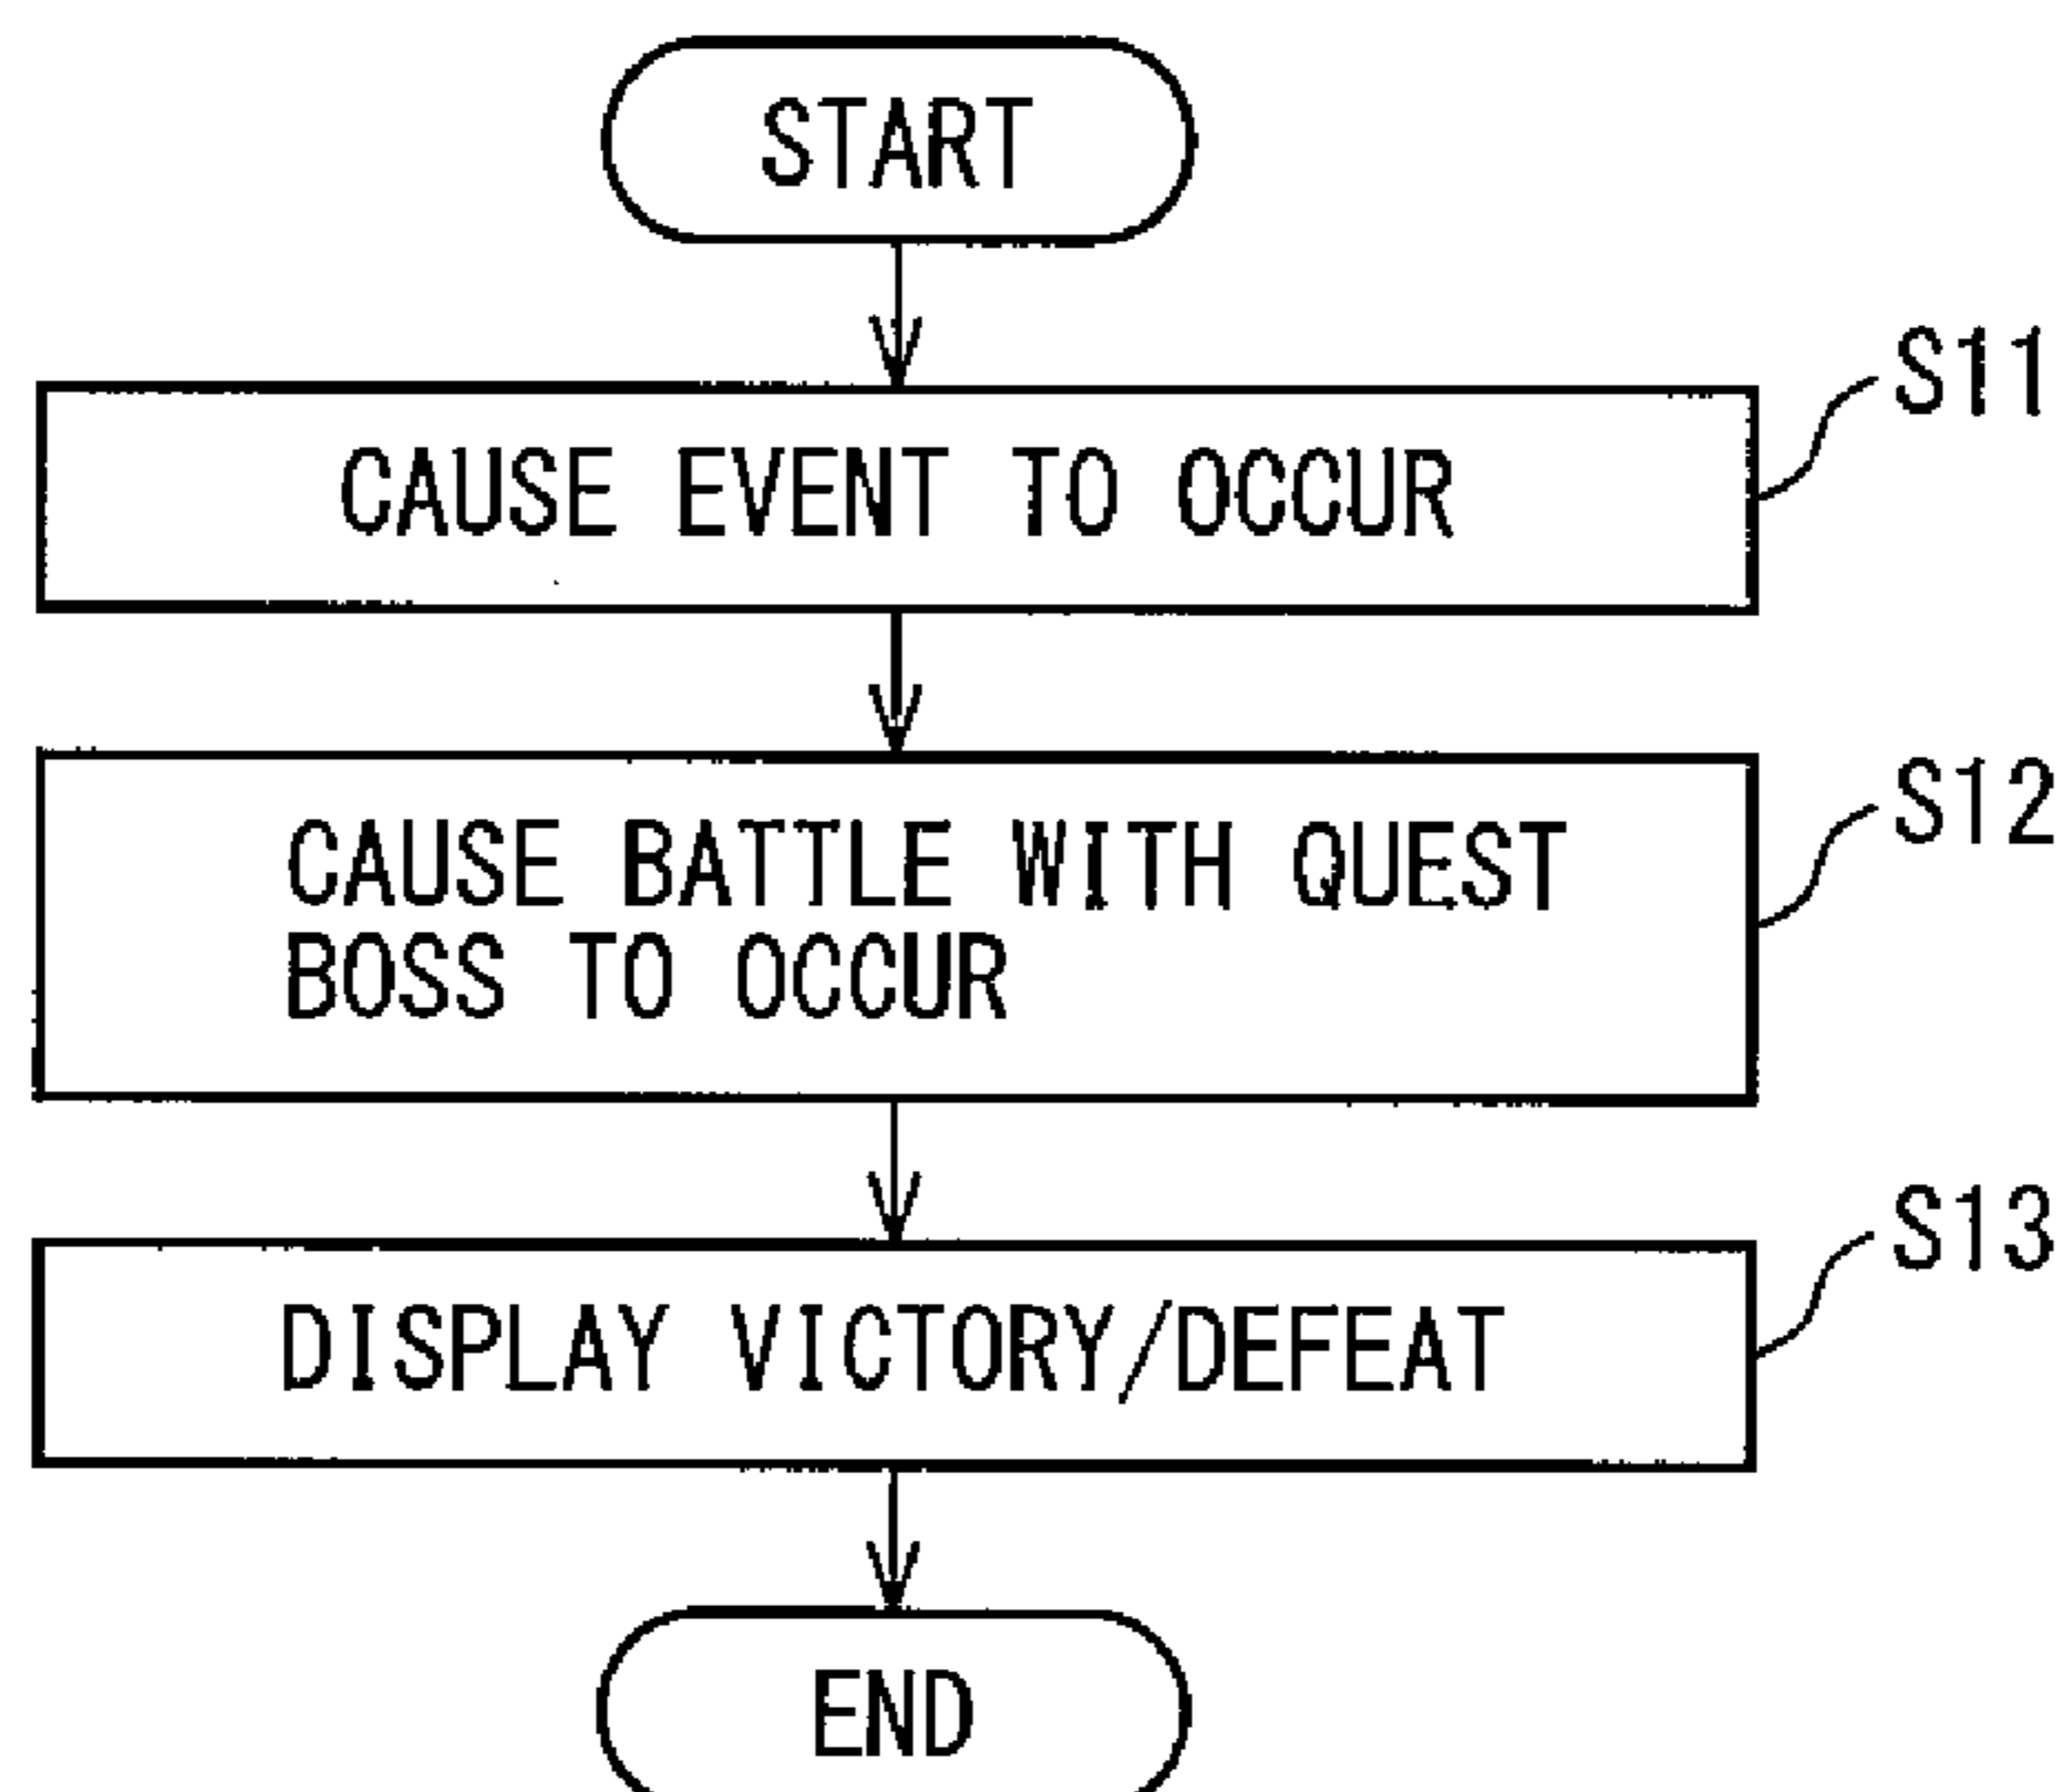 START
S11
CAUSE EVENT TO OCCUR
S12
CAUSE BATTLE WITH QUEST
BOSS TO OCCUR
S13
DISPLAY VICTORY/DEFEAT
END